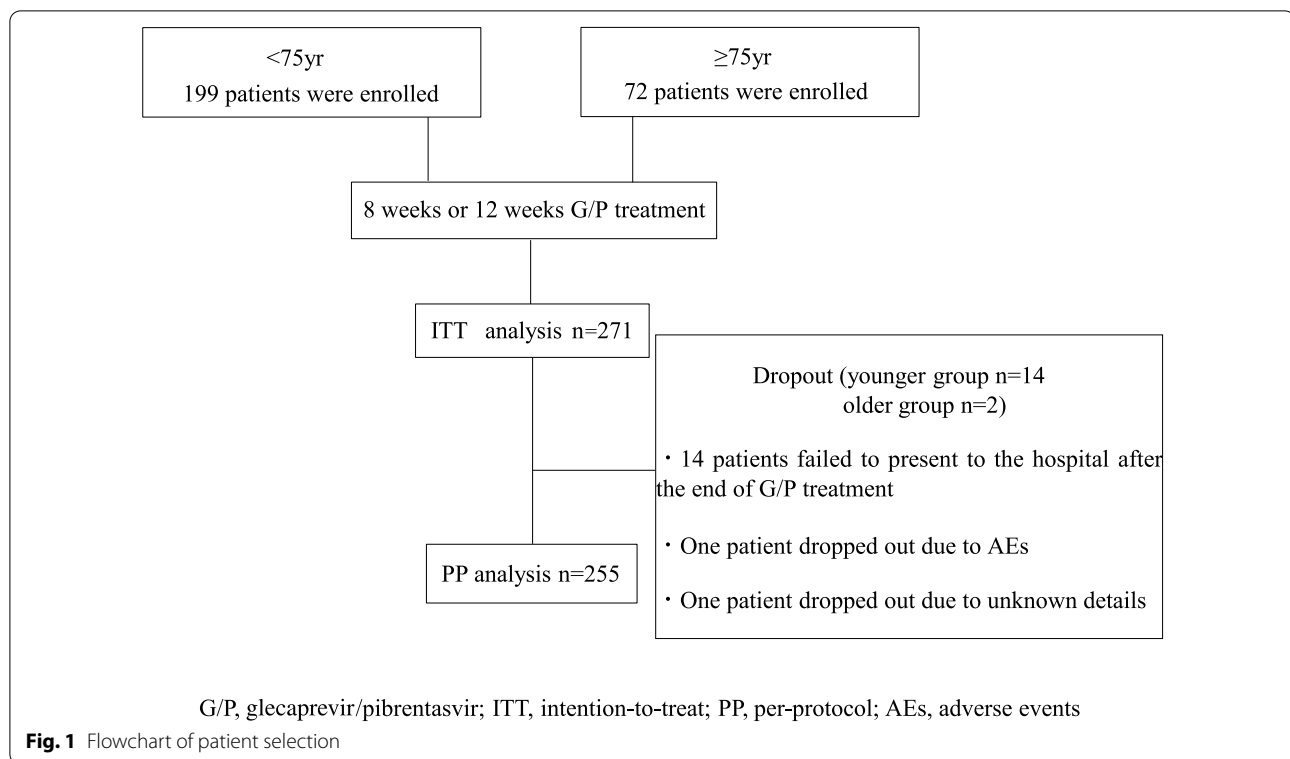 <75yr
199 patients were enrolled
≥75yr
72 patients were enrolled
8 weeks or 12 weeks G/P treatment
ITT analysis n=271
Dropout (younger group n=14
older group n=2)
・14 patients failed to present to the hospital after
the end of G/P treatment
・One patient dropped out due to AEs
・One patient dropped out due to unknown details
PP analysis n=255
G/P, glecaprevir/pibrentasvir; ITT, intention-to-treat; PP, per-protocol; AEs, adverse events
Fig. 1 Flowchart of patient selection